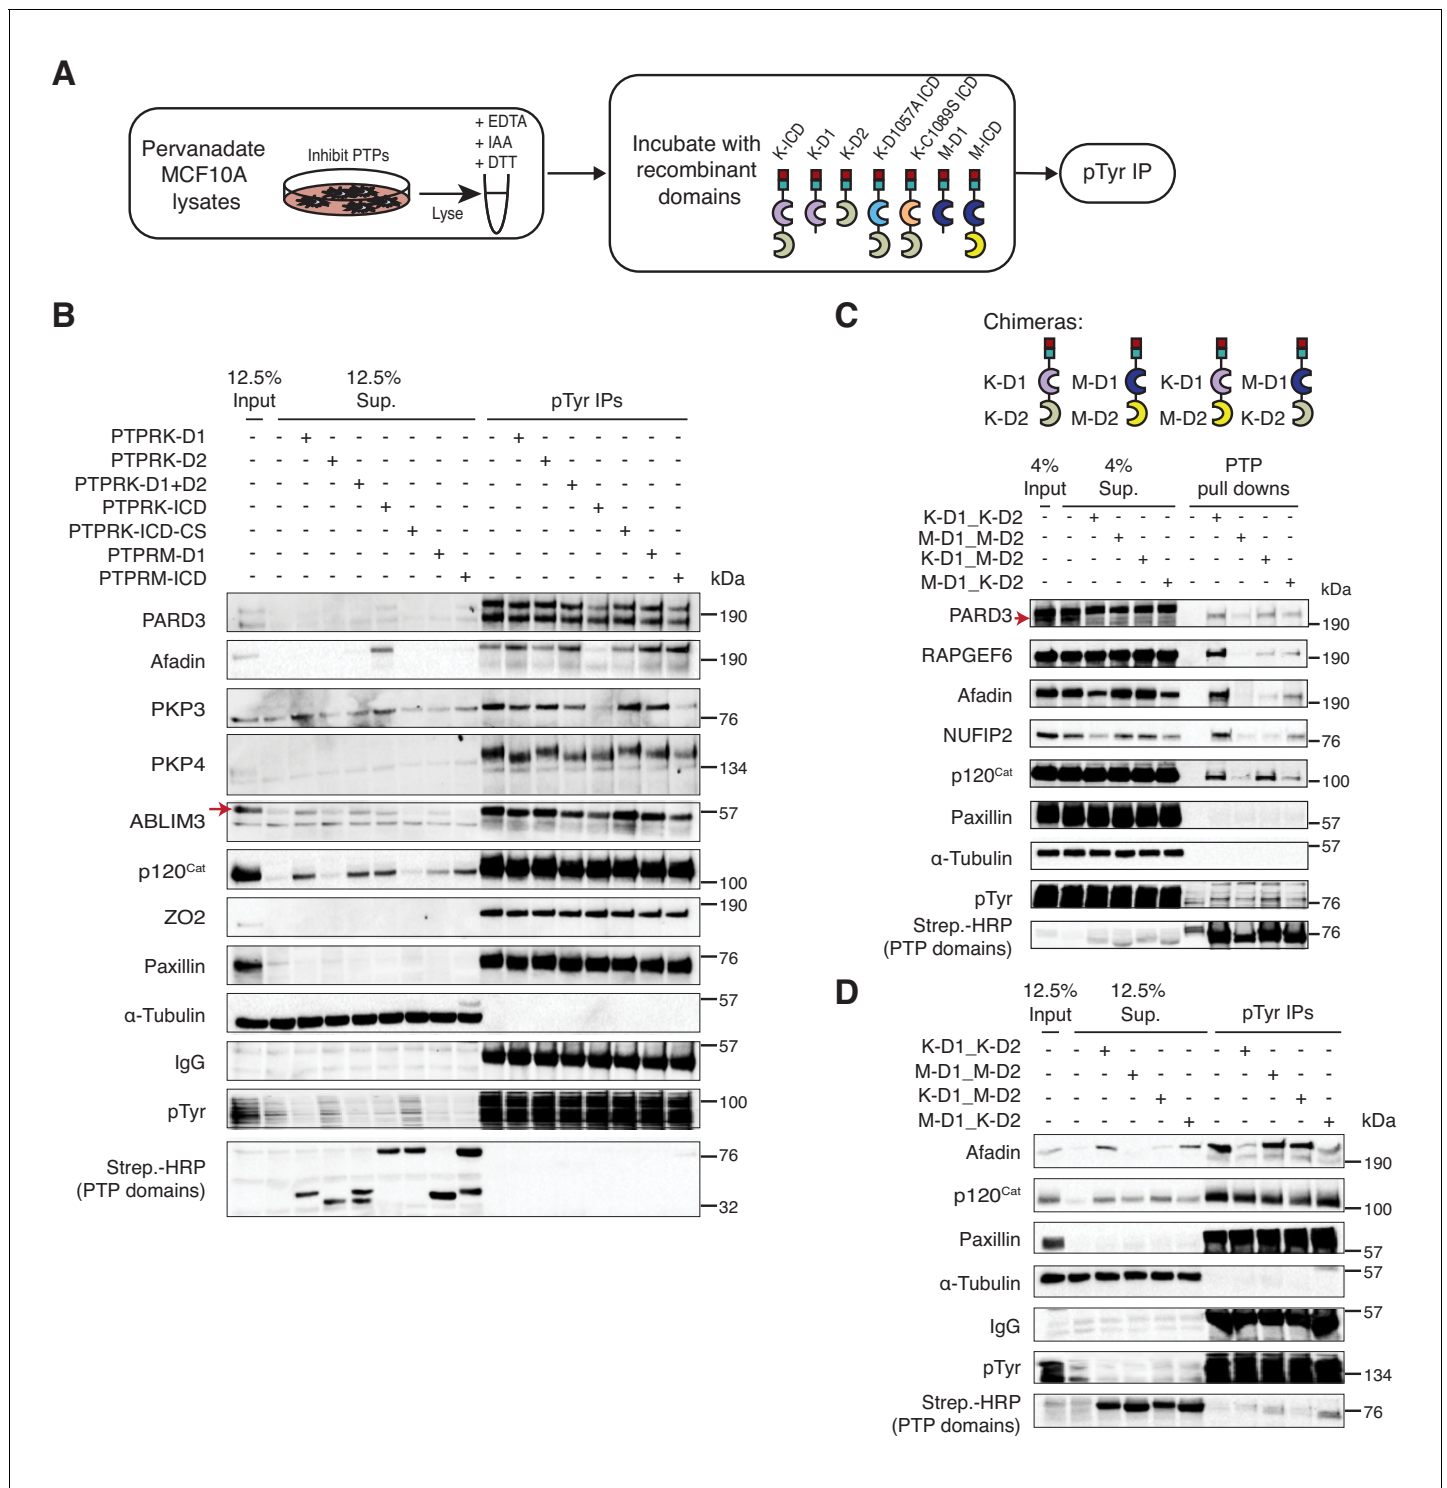 A
Pervanadate
MCF10A
lysates
Inhibit PTPs
Lyse
+ EDTA
+ IAA
+ DTT
Incubate with
recombinant
domains
K-ICD
K-D1
K-D2
K-D1057A ICD
K-C1089S ICD
M-D1
M-ICD
pTyr IP
B
12.5%
Input
12.5%
Sup.
pTyr IPs
PTPRK-D1 - - + - - - - - - - + - - - - - -
PTPRK-D2 - - - + - - - - - - - + - - - - -
PTPRK-D1+D2 - - - - + - - - - - - - + - - - -
PTPRK-ICD - - - - - + - - - - - - - + - - -
PTPRK-ICD-CS - - - - - - + - - - - - - - + - -
PTPRM-D1 - - - - - - - + - - - - - - - + -
PTPRM-ICD - - - - - - - - + - - - - - - - +
kDa
PARD3 190
Afadin 190
PKP3 76
PKP4 134
ABLIM3 57
p120Cat 100
ZO2 190
Paxillin 76
α-Tubulin 57
IgG 57
pTyr 100
Strep.-HRP 76
(PTP domains) 32
C
Chimeras:
K-D1 M-D1 K-D1 M-D1
K-D2 M-D2 M-D2 K-D2
4%
Input
4%
Sup.
PTP
pull downs
K-D1_K-D2 - - + - - - - + - - -
M-D1_M-D2 - - - + - - - - + - -
K-D1_M-D2 - - - - + - - - - + -
M-D1_K-D2 - - - - - + - - - - +
kDa
PARD3 190
RAPGEF6 190
Afadin 190
NUFIP2 76
p120Cat 100
Paxillin 57
α-Tubulin 57
pTyr 76
Strep.-HRP 76
(PTP domains)
D
12.5%
Input
12.5%
Sup.
pTyr IPs
K-D1_K-D2 - - + - - - - + - - -
M-D1_M-D2 - - - + - - - - + - -
K-D1_M-D2 - - - - + - - - - + -
M-D1_K-D2 - - - - - + - - - - +
kDa
Afadin 190
p120Cat 100
Paxillin 57
α-Tubulin 57
IgG 57
pTyr 134
Strep.-HRP 76
(PTP domains)